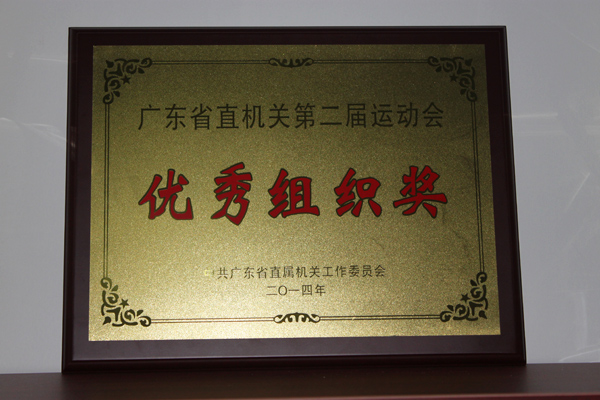 广东省直机关第二届运动会
优秀组织奖
中共广东省直属机关工作委员会
二〇一四年